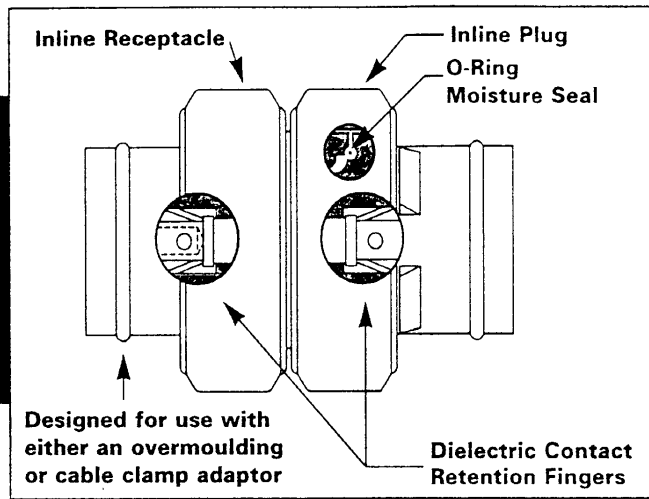 Inline Receptacle
Inline Plug
O-Ring
Moisture Seal
Designed for use with
either an overmoulding
or cable clamp adaptor
Dielectric Contact
Retention Fingers